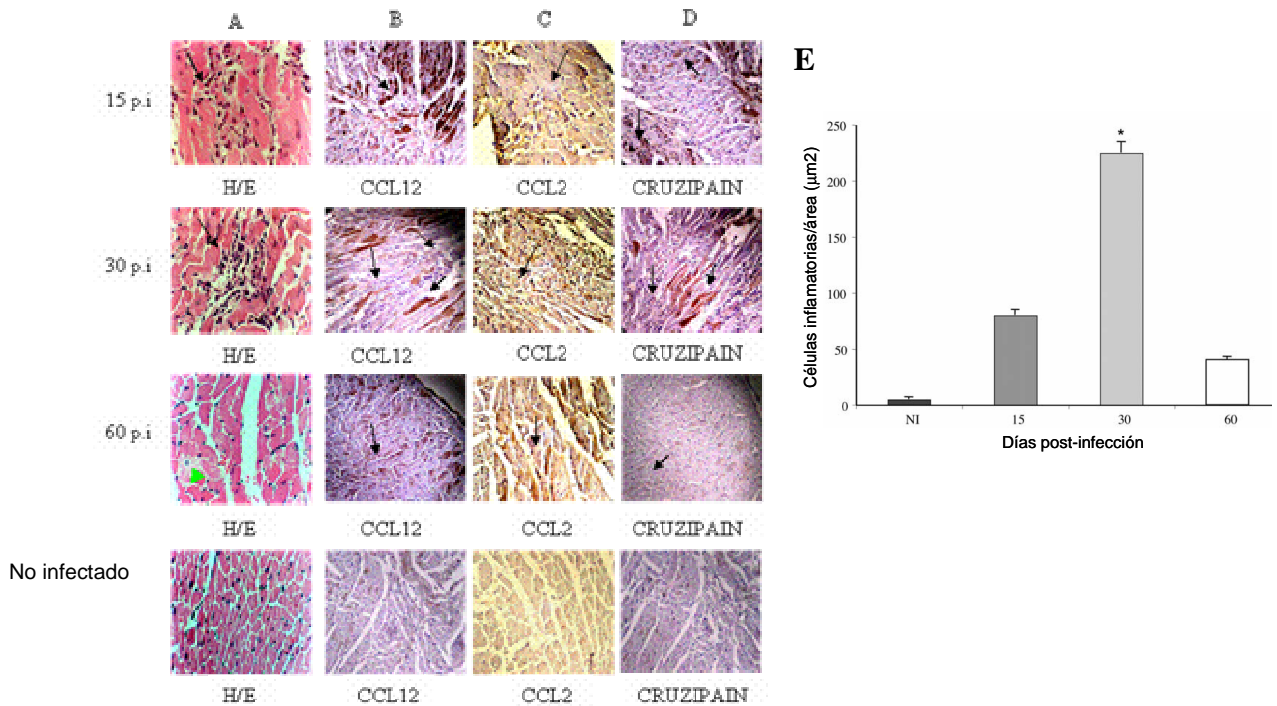 A B C D
15 p.i
H/E CCL12 CCL2 CRUZIPAIN
30 p.i
H/E CCL12 CCL2 CRUZIPAIN
60 p.i
H/E CCL12 CCL2 CRUZIPAIN
No infectado
H/E CCL12 CCL2 CRUZIPAIN
E
Células inflamatorias/área (µm2)
250
200
150
100
50
0
*
NI 15 30 60
Días post-infección